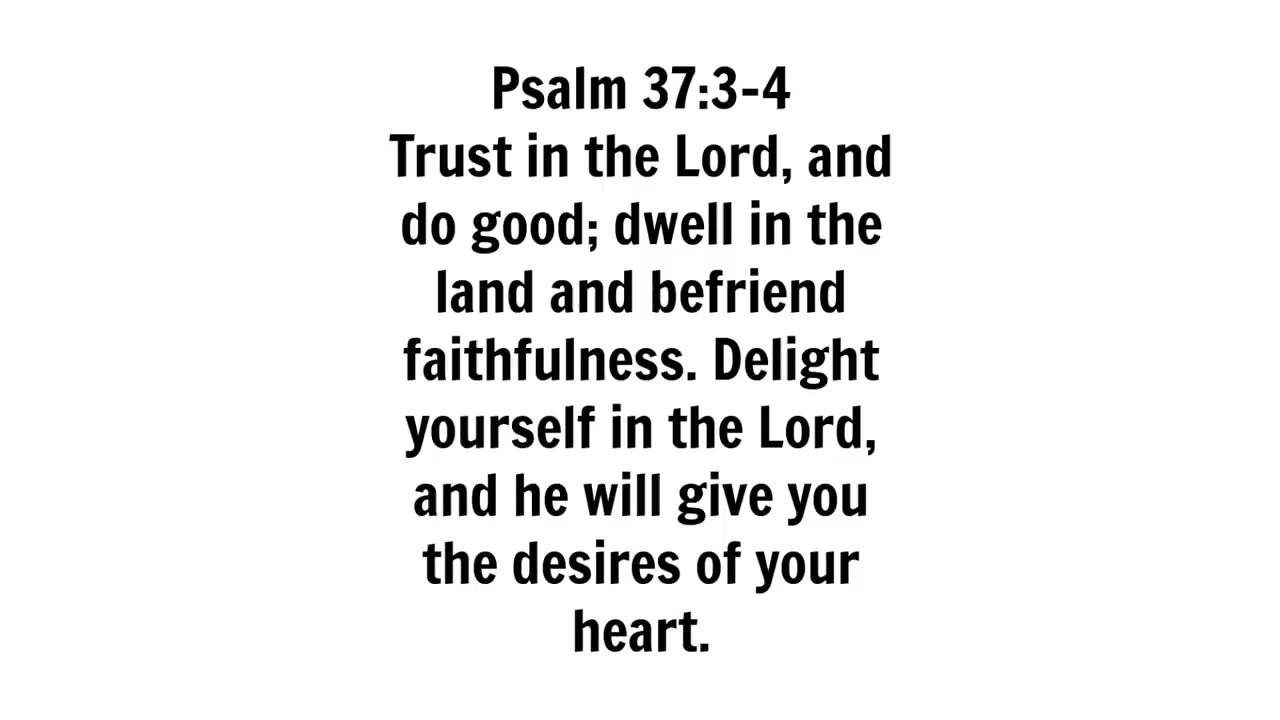 Psalm 37:3-4
Trust in the Lord, and
do good; dwell in the
land and befriend
faithfulness. Delight
yourself in the Lord,
and he will give you
the desires of your
heart.